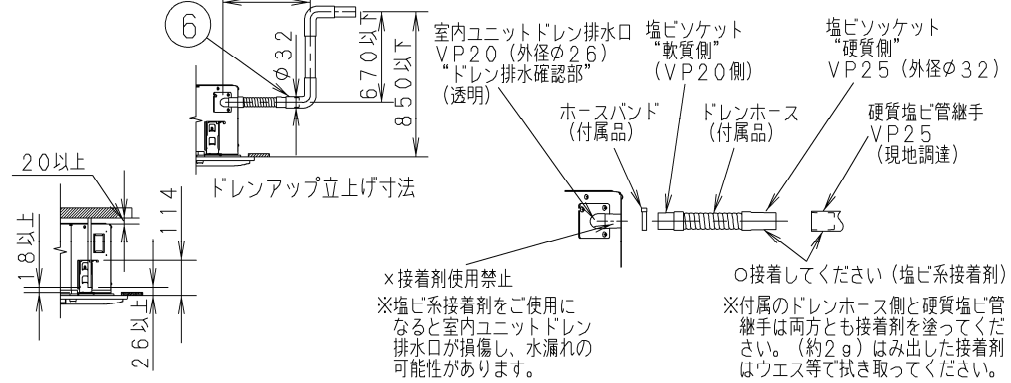 6
φ32
670以下
850以下
ドレンアップ立上げ寸法
20以上
18以上
114
26以上
室内ユニットドレン排水口
VP20(外径φ26)
“ドレン排水確認部”
(透明)
塩ビソケット
“軟質側”
(VP20側)
塩ビソッケット
“硬質側”
VP25(外径φ32)
ホースバンド
(付属品)
ドレンホース
(付属品)
硬質塩ビ管継手
VP25
(現地調達)
×接着剤使用禁止
※塩ビ系接着剤をご使用に
なると室内ユニットドレン
排水口が損傷し、水漏れの
可能性があります。
○接着してください(塩ビ系接着剤)
※付属のドレンホース側と硬質塩ビ管
継手は両方とも接着剤を塗ってくだ
さい。(約2g)はみ出した接着剤
はウエス等で拭き取ってください。